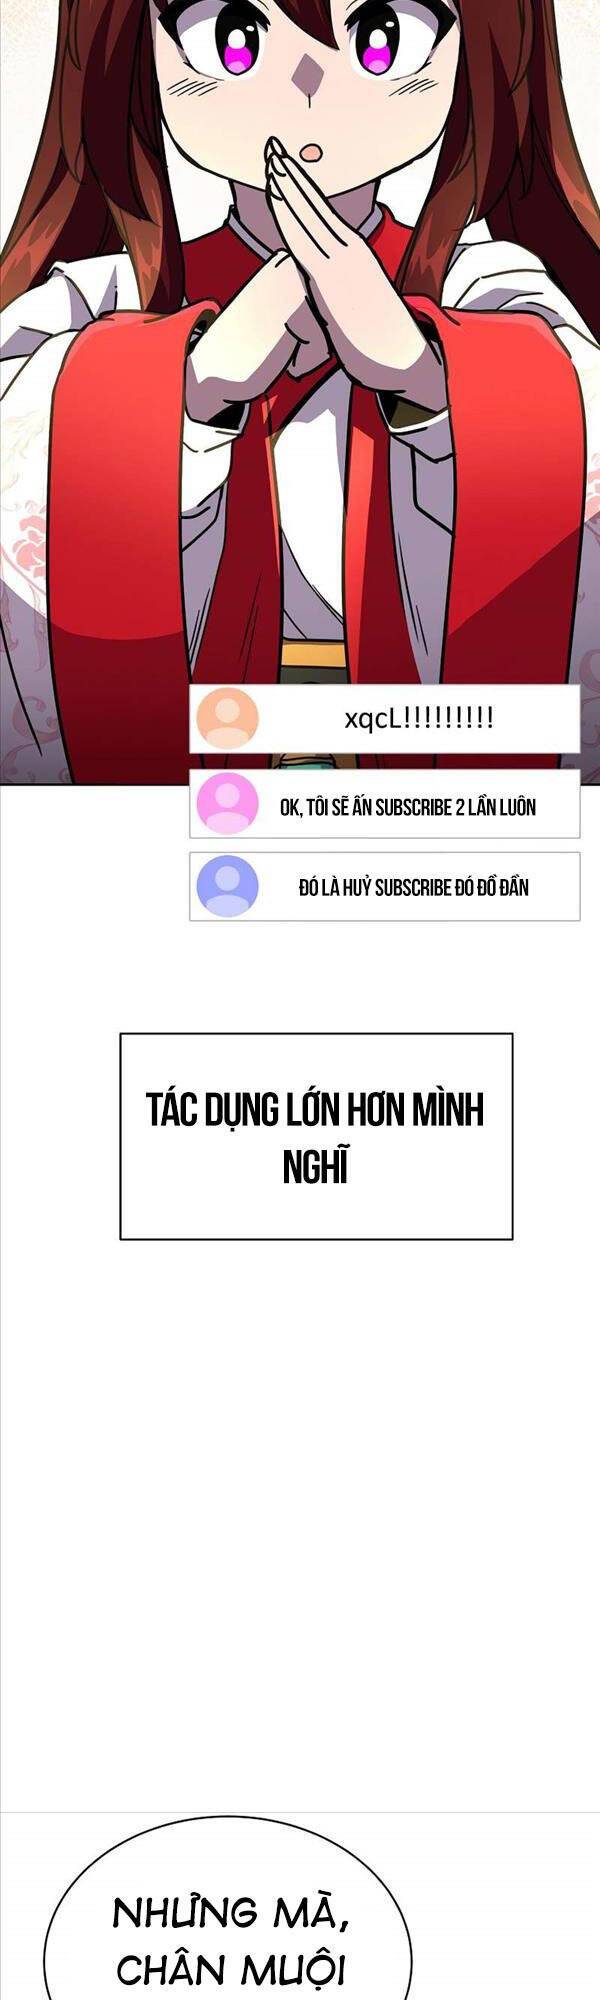 xqcL!!!!!!!!!
OK, TÔI SẼ ẤN SUBSCRIBE 2 LẦN LUÔN
ĐÓ LÀ HUỶ SUBSCRIBE ĐÓ ĐỒ ĐẦN
TÁC DỤNG LỚN HƠN MÌNH
NGHĨ
NHƯNG MÀ,
CHÂN MUỘI